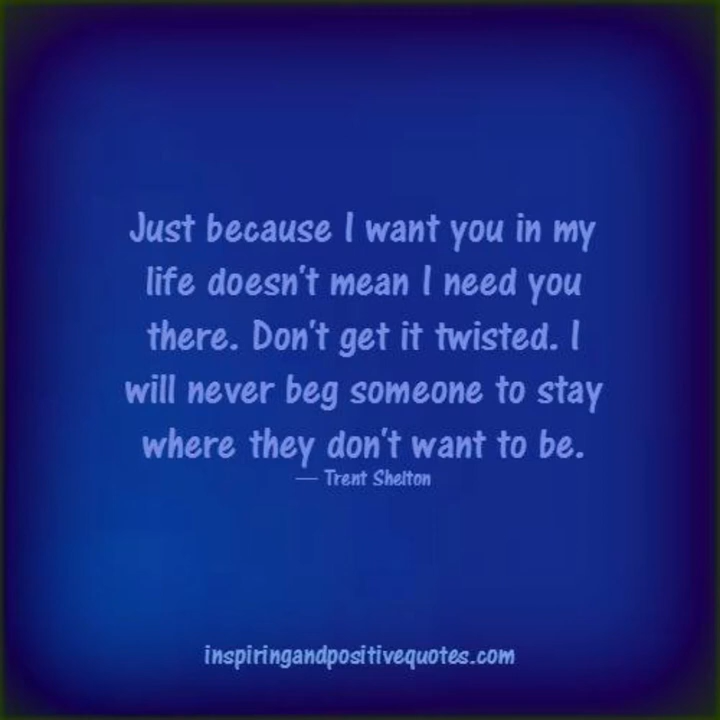 Just because I want you in my
life doesn't mean I need you
there. Don't get it twisted. I
will never beg someone to stay
where they don't want to be.
— Trent Shelton
inspiringandpositivequotes.com